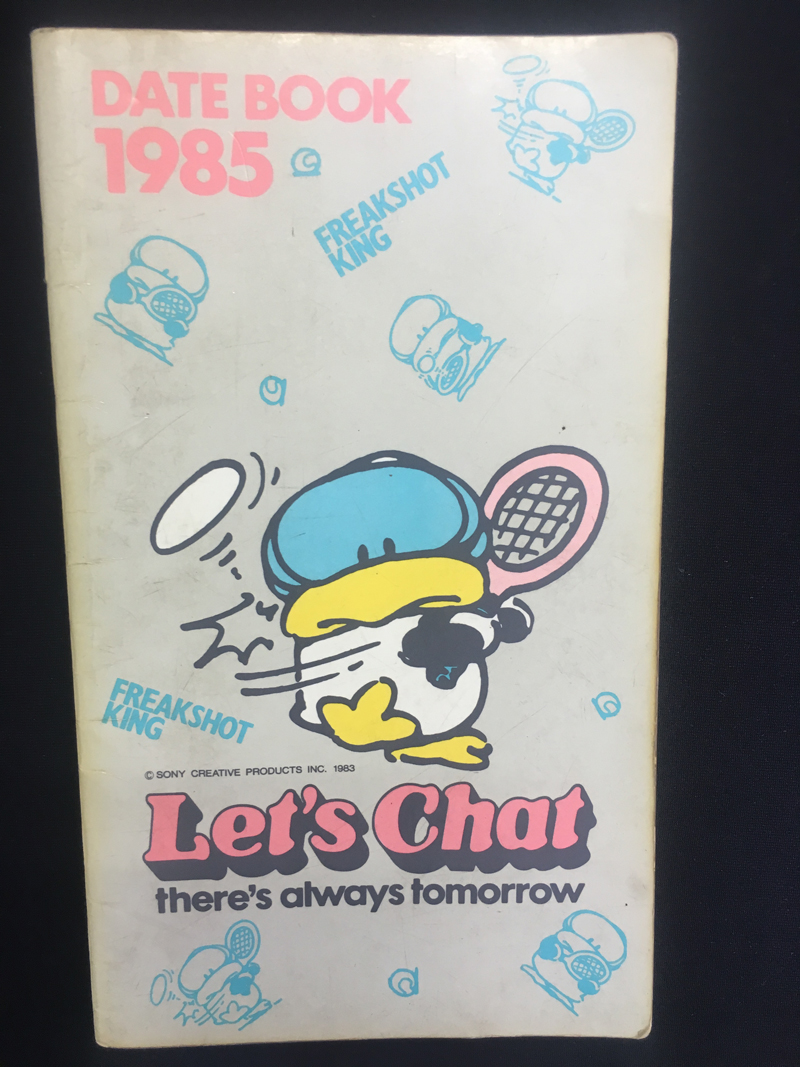 DATE BOOK
1985
FREAKSHOT
KING
FREAKSHOT
KING
© SONY CREATIVE PRODUCTS INC. 1983
Let's Chat
there's always tomorrow